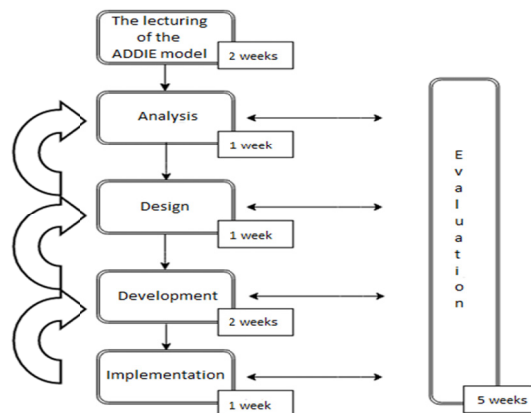 The lecturing
of the
ADDIE model
2 weeks
Analysis
1 week
Design
1 week
Development
2 weeks
Implementation
1 week
Evaluation
5 weeks